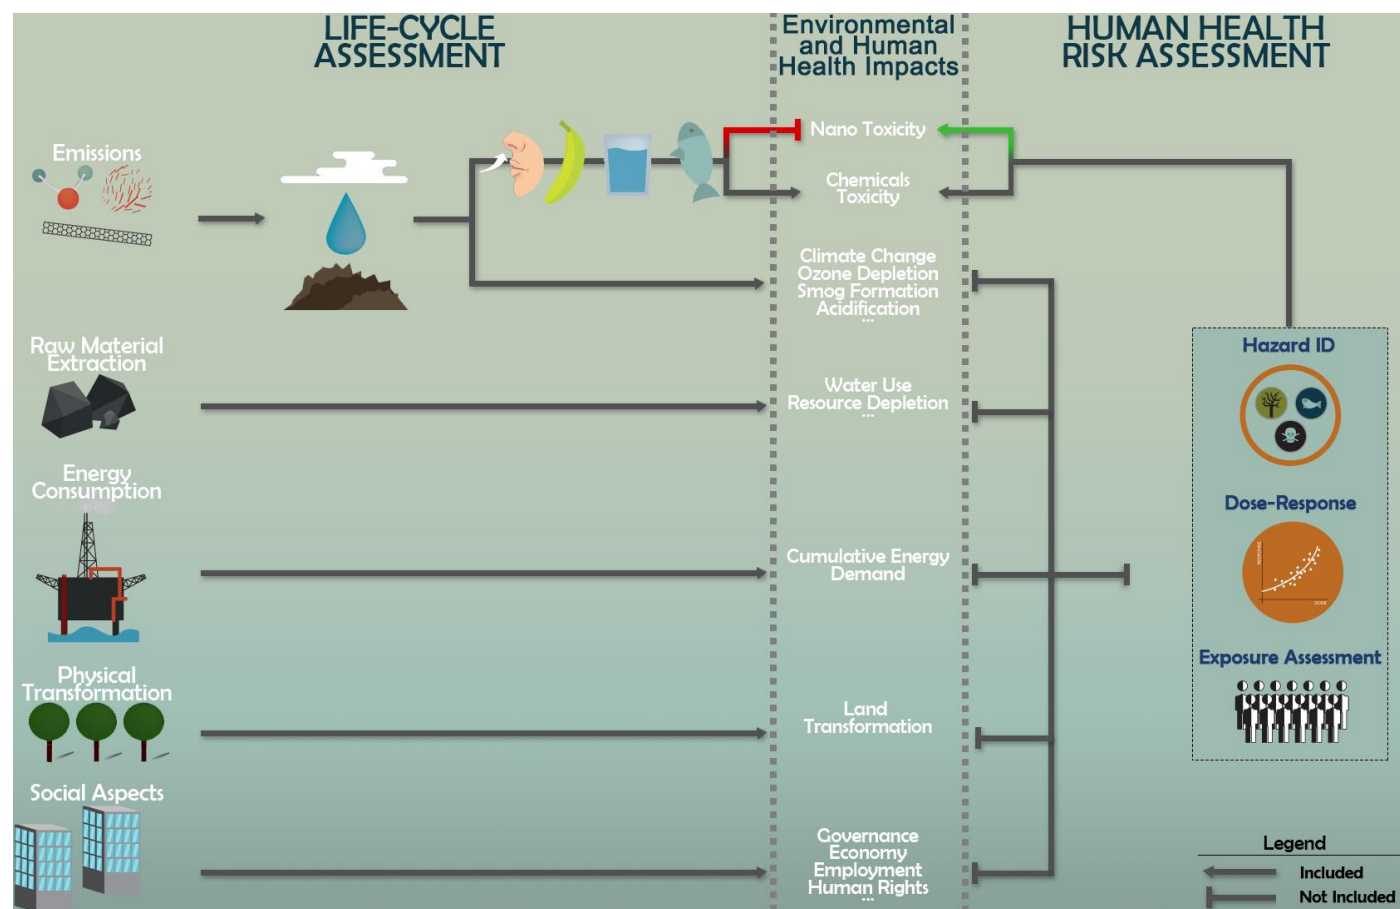 LIFE-CYCLE
ASSESSMENT
Environmental
and Human
Health Impacts
HUMAN HEALTH
RISK ASSESSMENT
Emissions
Nano Toxicity
Chemicals
Toxicity
Climate Change
Ozone Depletion
Smog Formation
Acidification
...
Raw Material
Extraction
Water Use
Resource Depletion
...
Energy
Consumption
Cumulative Energy
Demand
Physical
Transformation
Land
Transformation
Social Aspects
Governance
Economy
Employment
Human Rights
...
Hazard ID
Dose-Response
RESPONSE
DOSE
Exposure Assessment
Legend
Included
Not Included